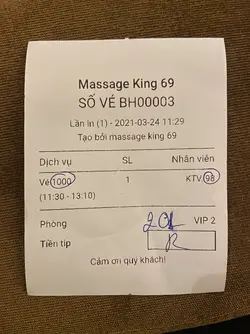 Massage King 69
SỐ VÉ BH00003
Lần in (1) - 2021-03-24 11:29
Tạo bởi massage king 69
Dịch vụ SL Nhân viên
Vé 1000 1 KTV 98
(11:30 - 13:10)
Phòng 201 VIP 2
Tiền tip R
Cảm ơn quý khách!